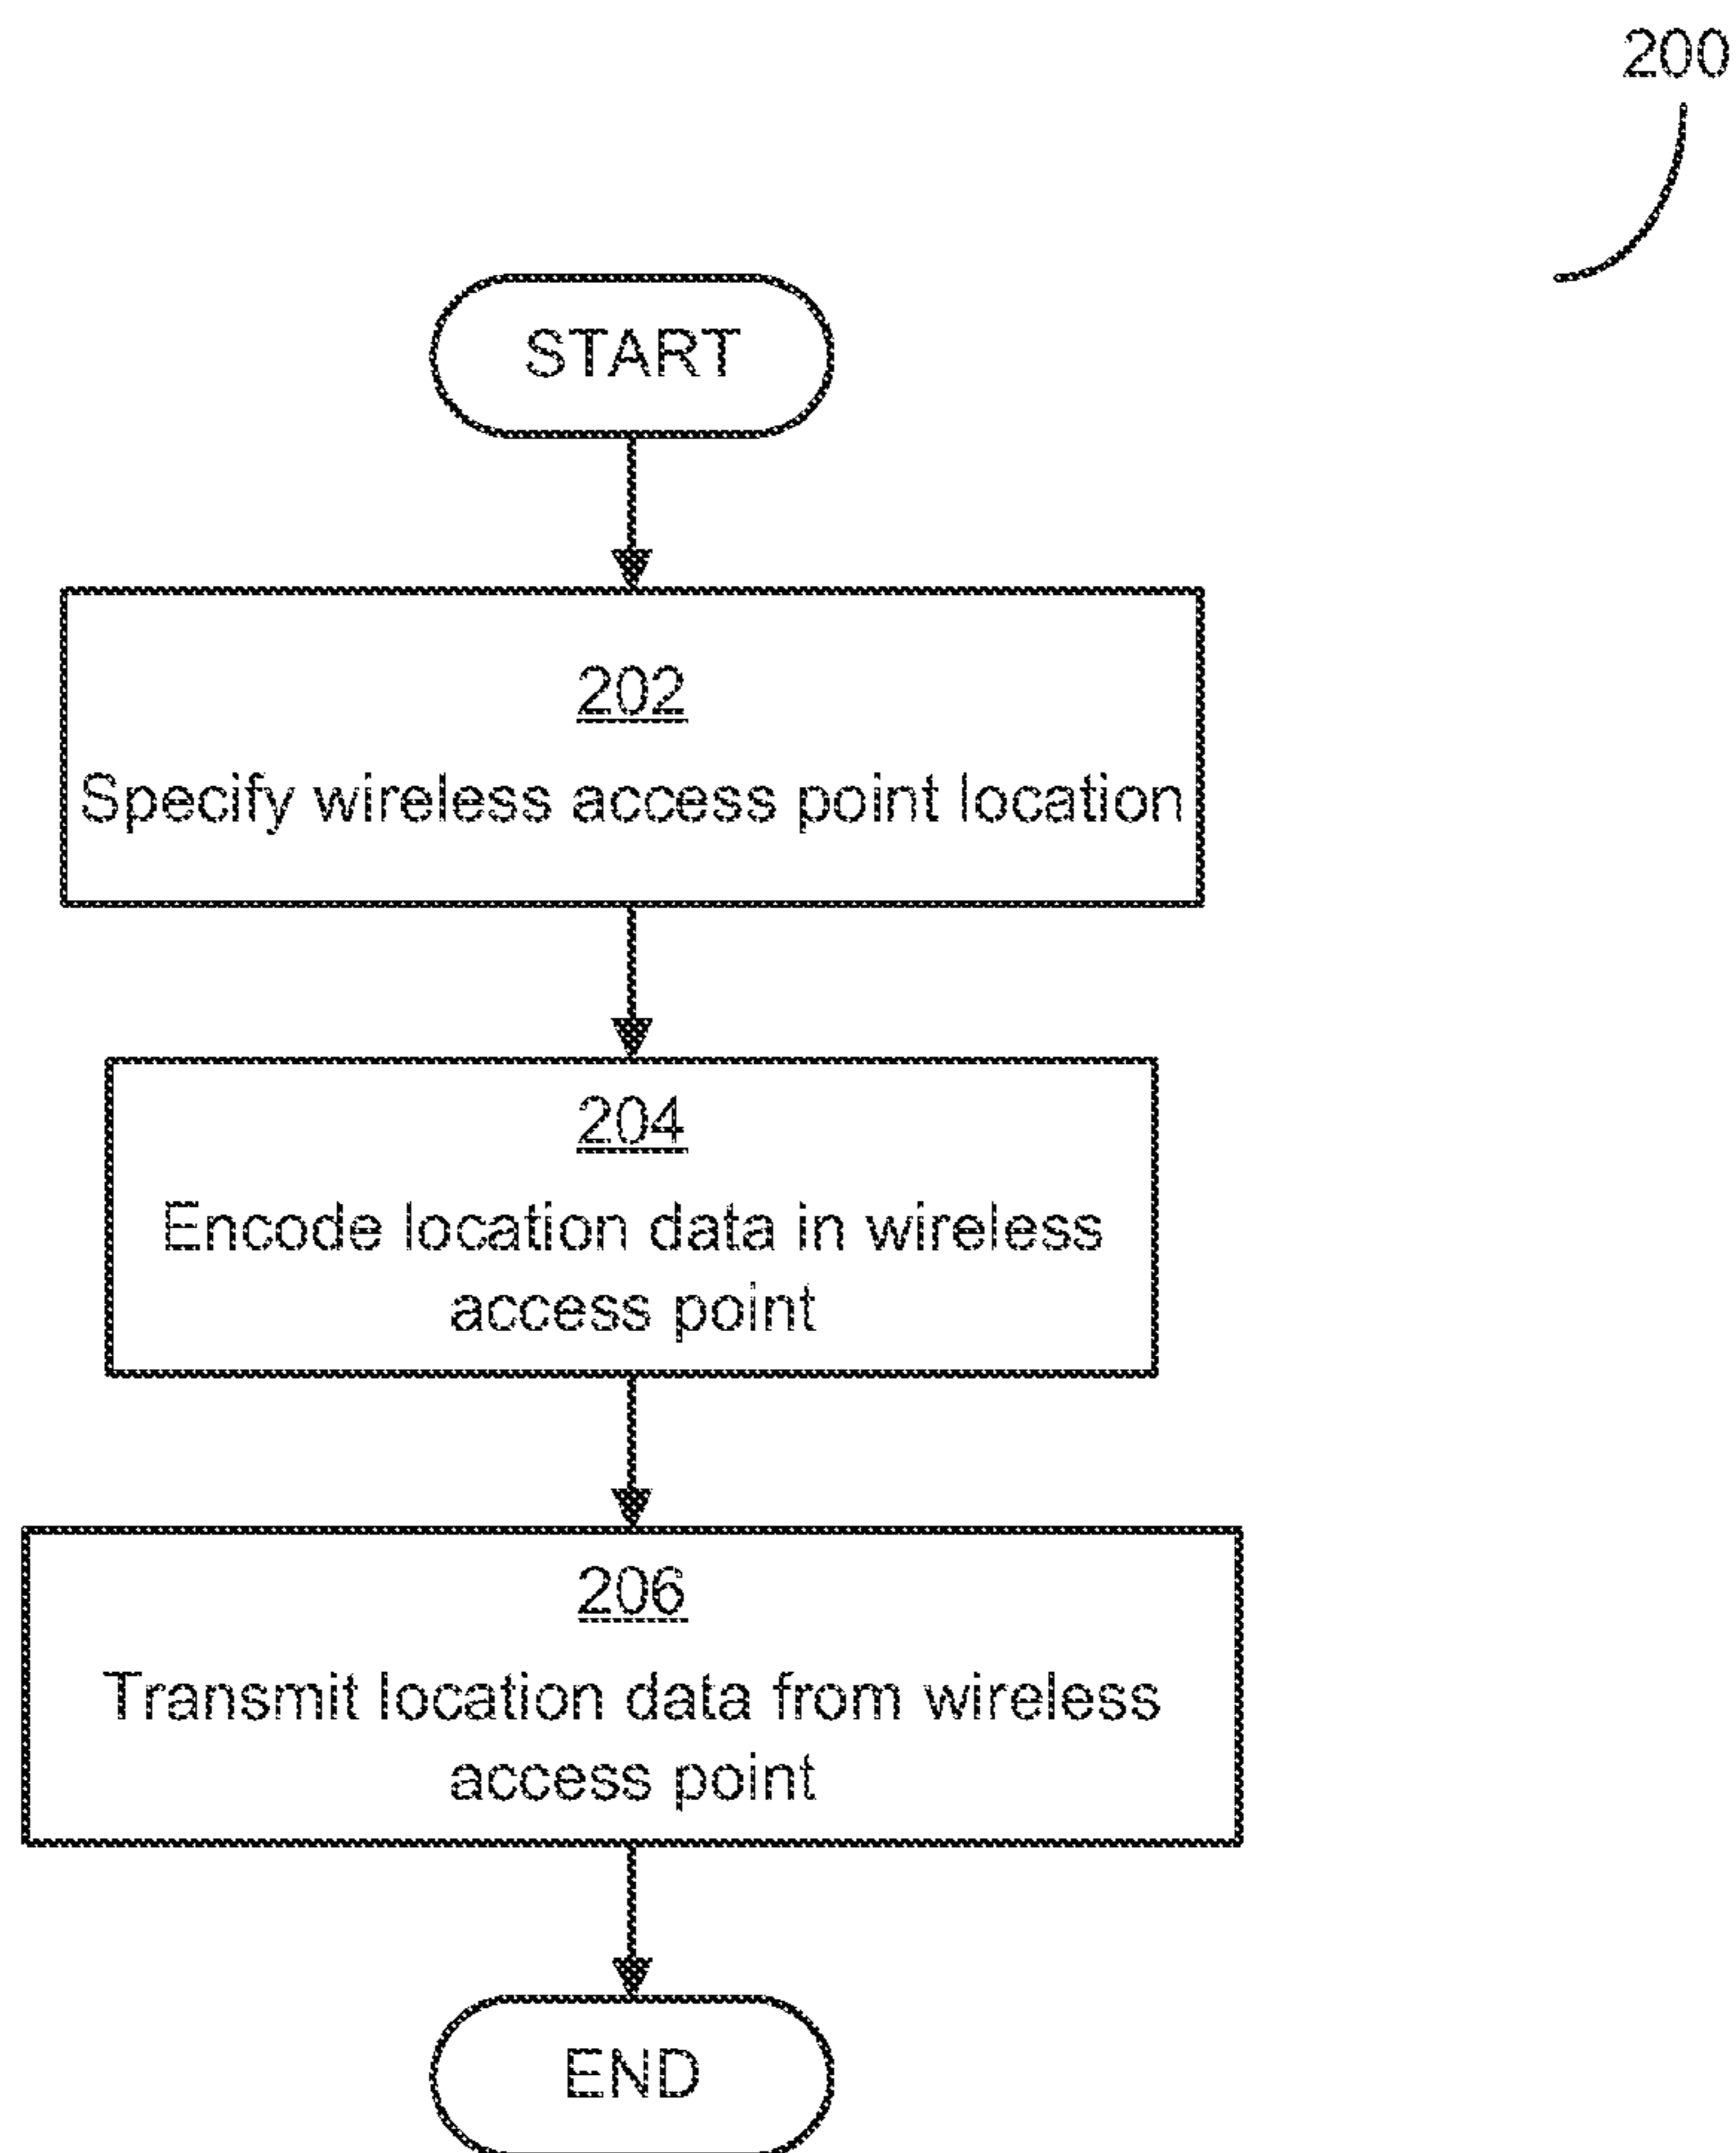 200
START
202
Specify wireless access point location
204
Encode location data in wireless
access point
206
Transmit location data from wireless
access point
END